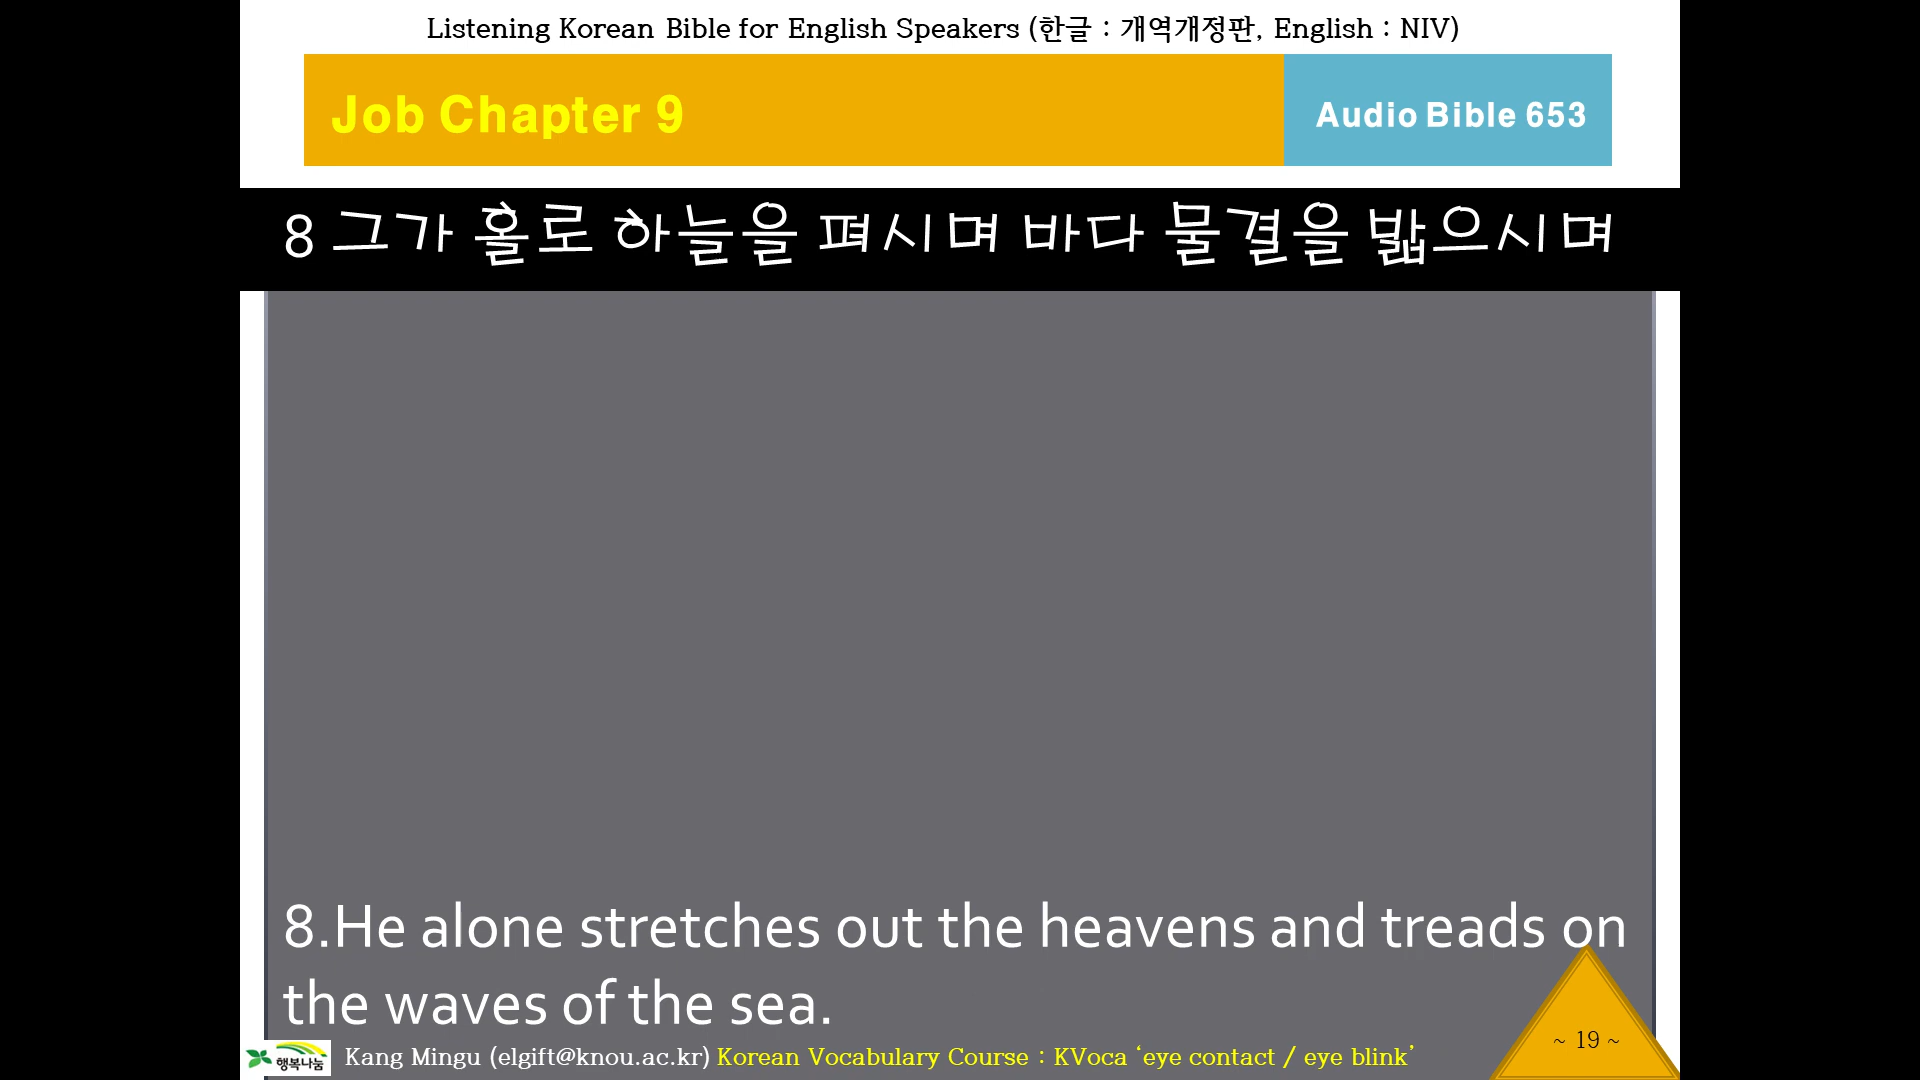 Listening Korean Bible for English Speakers (한글 : 개역개정판, English : NIV)
Job Chapter 9
Audio Bible 653
8 그가 홀로 하늘을 펴시며 바다 물결을 밟으시며
8.He alone stretches out the heavens and treads on
the waves of the sea.
~ 19 ~
행복나눔
Kang Mingu (elgift@knou.ac.kr) Korean Vocabulary Course : KVoca ‘eye contact / eye blink’